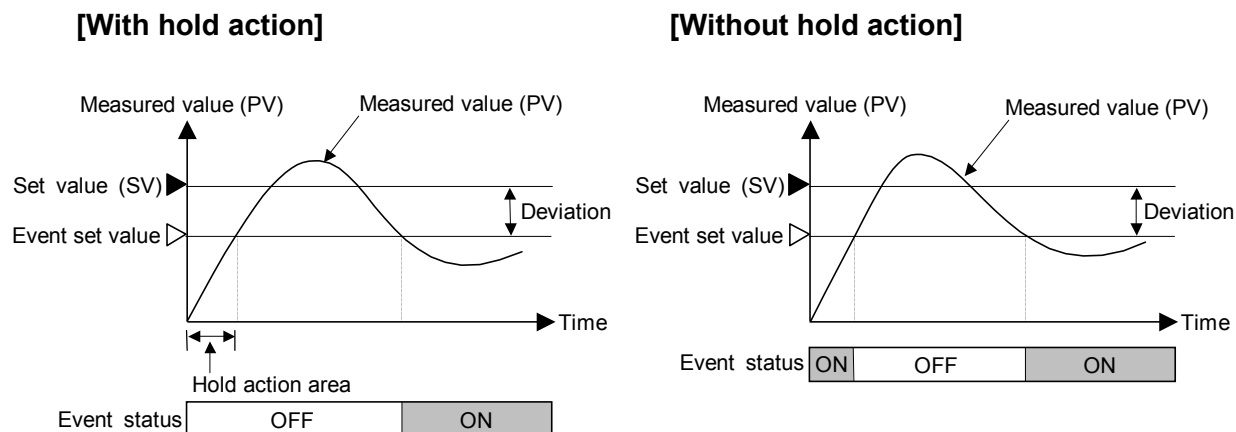 [With hold action]
Measured value (PV)
Measured value (PV)
Set value (SV)
Event set value
Deviation
Time
Hold action area
Event status
OFF
ON
[Without hold action]
Measured value (PV)
Measured value (PV)
Set value (SV)
Event set value
Deviation
Time
Event status
ON
OFF
ON